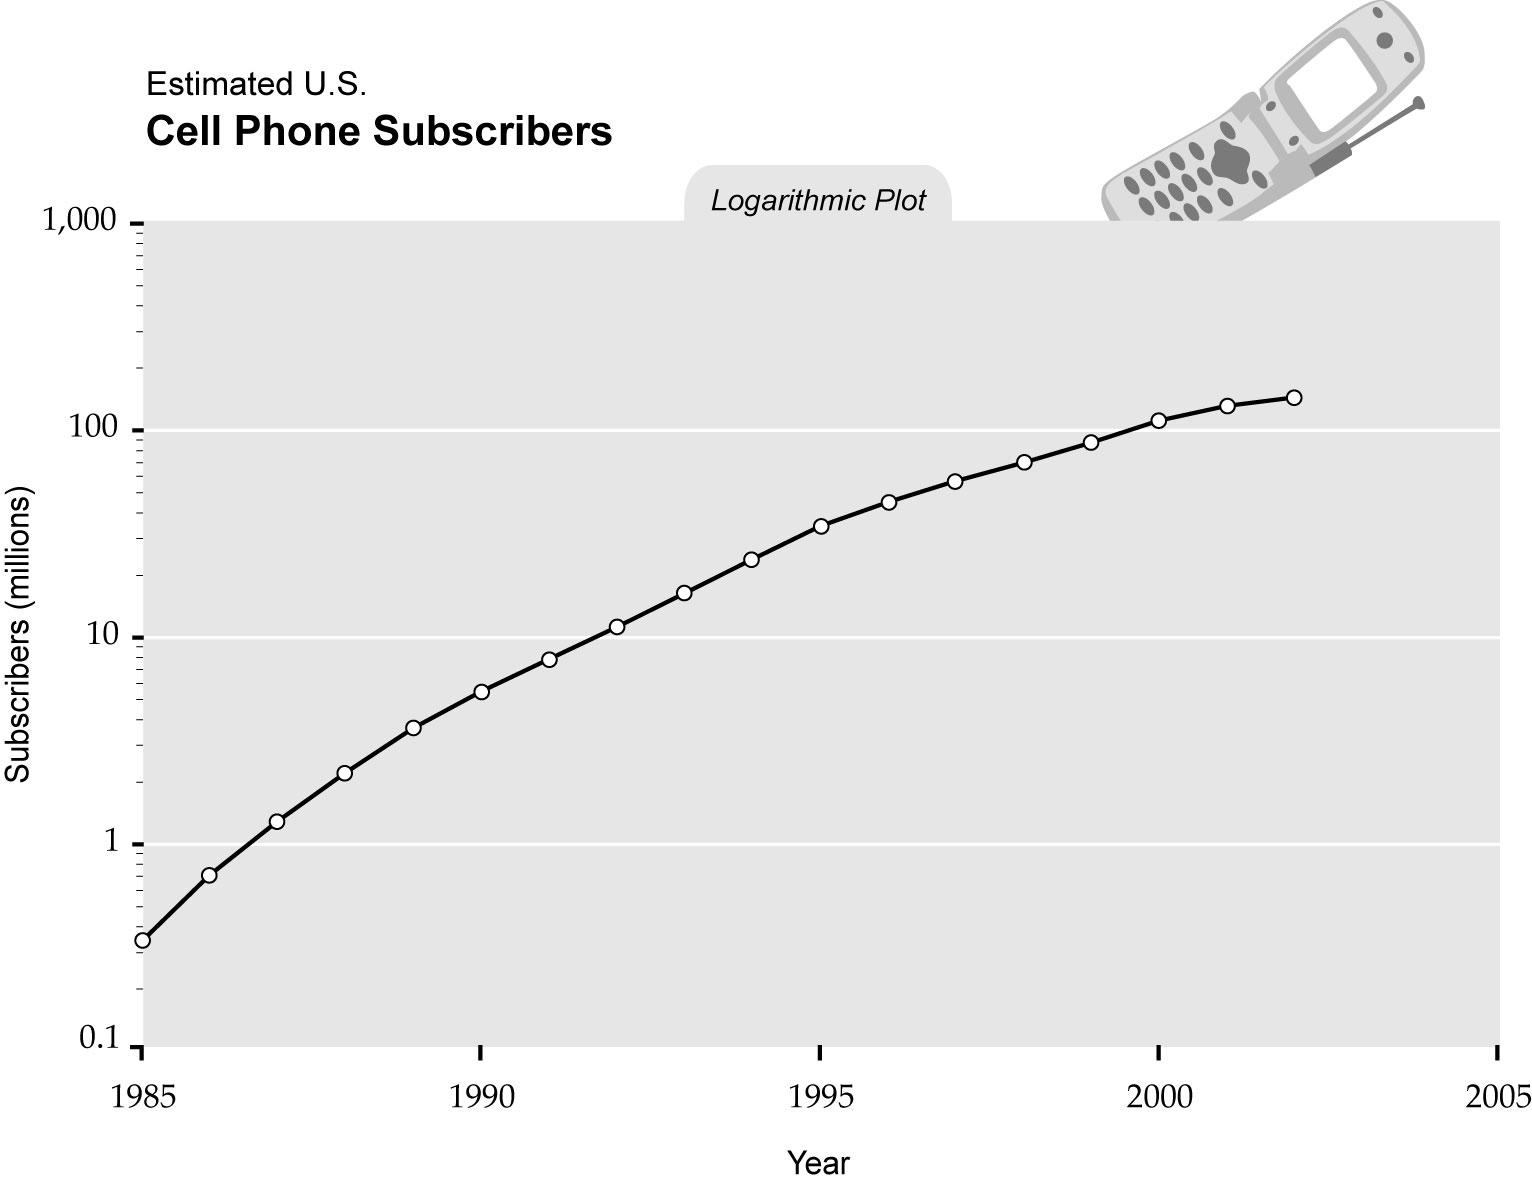 Estimated U.S.
Cell Phone Subscribers
Logarithmic Plot
1,000
100
10
1
0.1
Subscribers (millions)
1985 1990 1995 2000 2005
Year